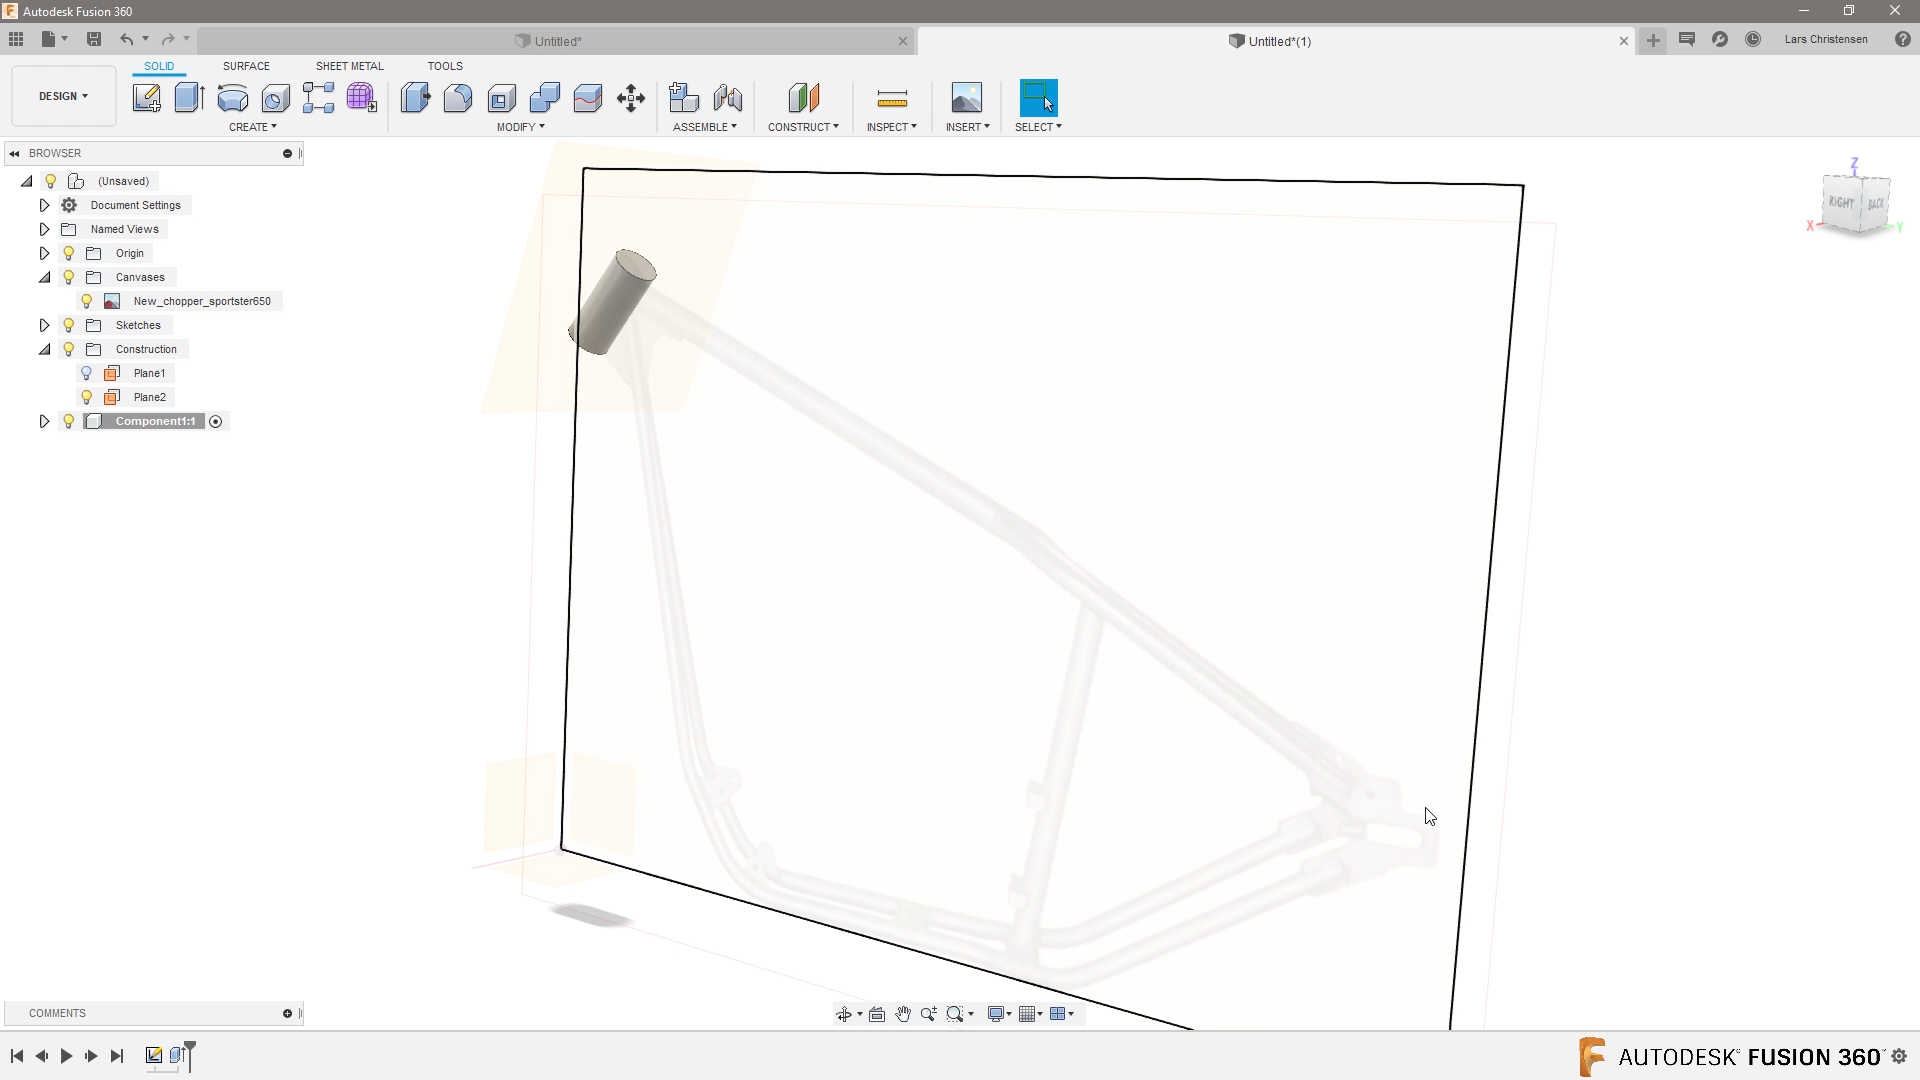 Autodesk Fusion 360
Untitled*
Untitled*(1)
Lars Christensen
SOLID
SURFACE
SHEET METAL
TOOLS
DESIGN
CREATE
MODIFY
ASSEMBLE
CONSTRUCT
INSPECT
INSERT
SELECT
BROWSER
(Unsaved)
Document Settings
Named Views
Origin
Canvases
New_chopper_sportster650
Sketches
Construction
Plane1
Plane2
Component1:1
Z
RIGHT
BACK
X
Y
COMMENTS
AUTODESK FUSION 360